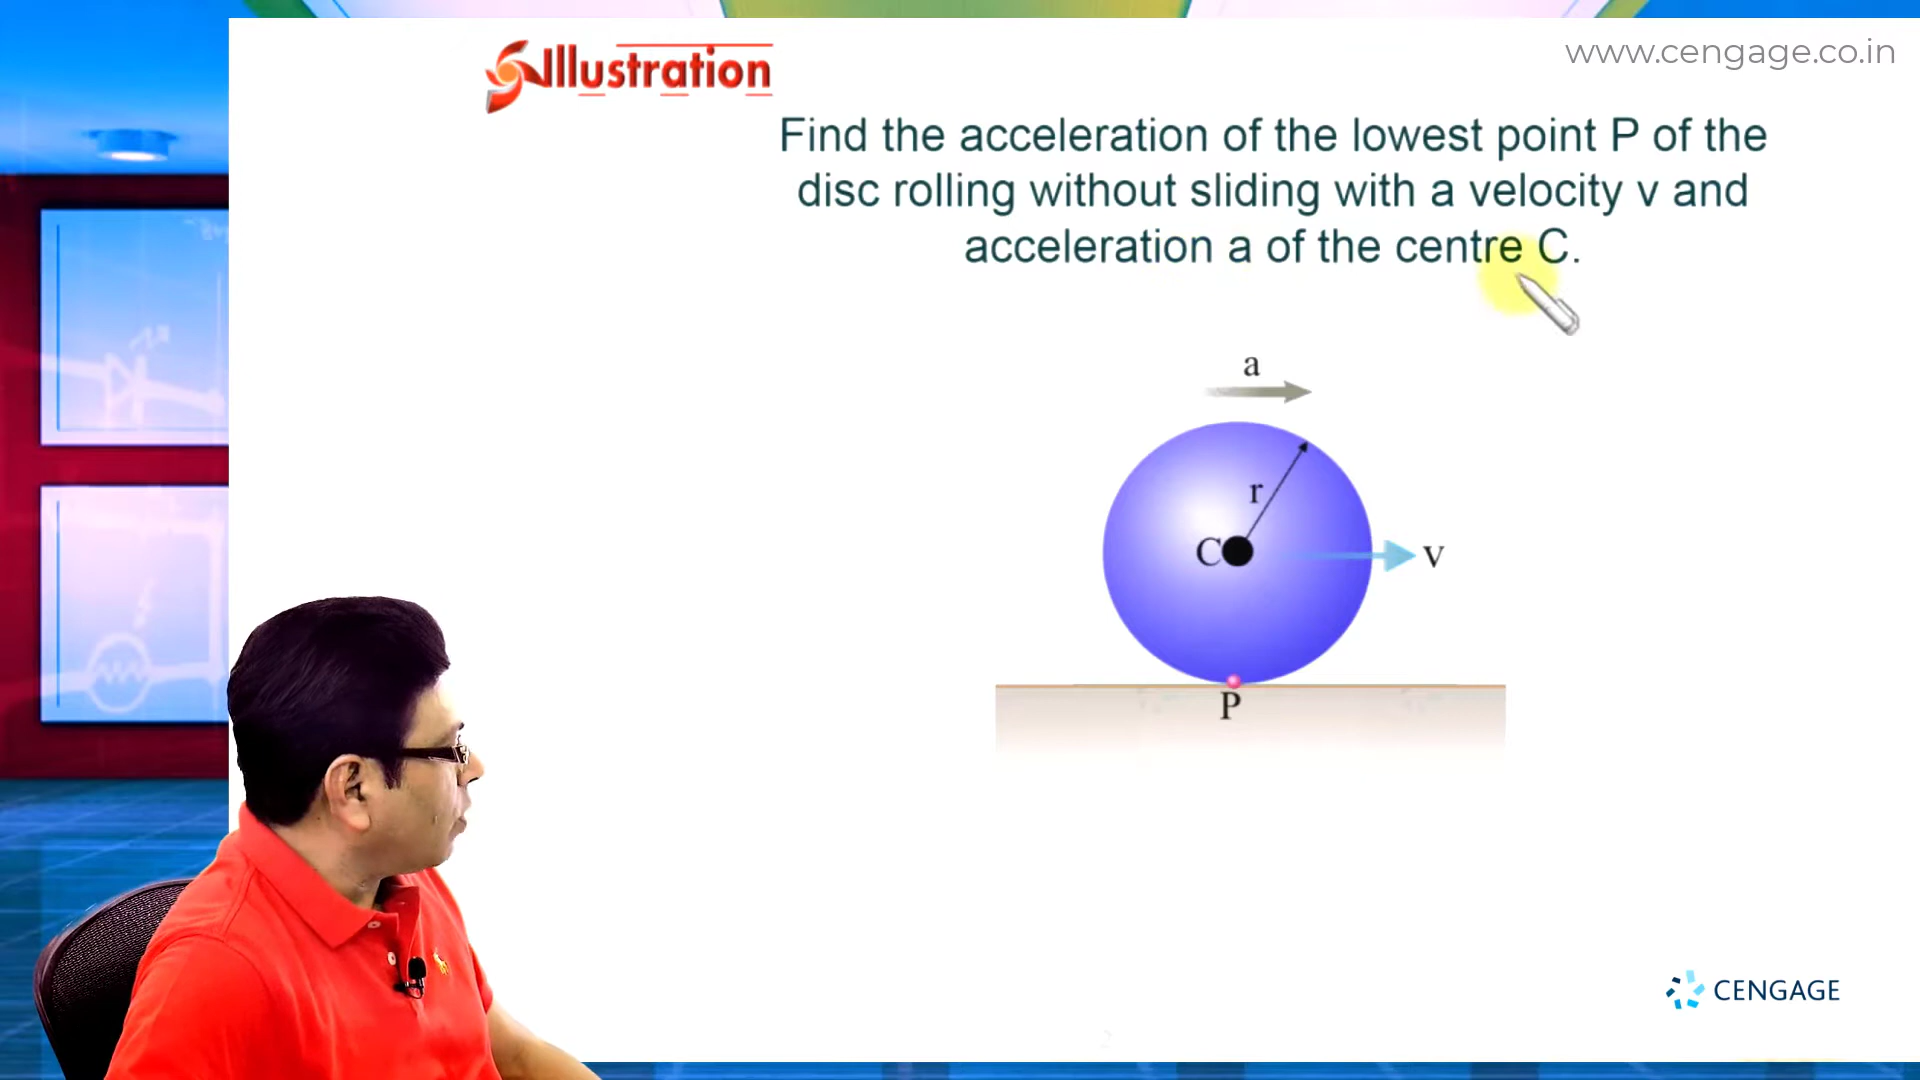 www.cengage.co.in
Illustration
Find the acceleration of the lowest point P of the
disc rolling without sliding with a velocity v and
acceleration a of the centre C.
a
r
C
v
P
CENGAGE